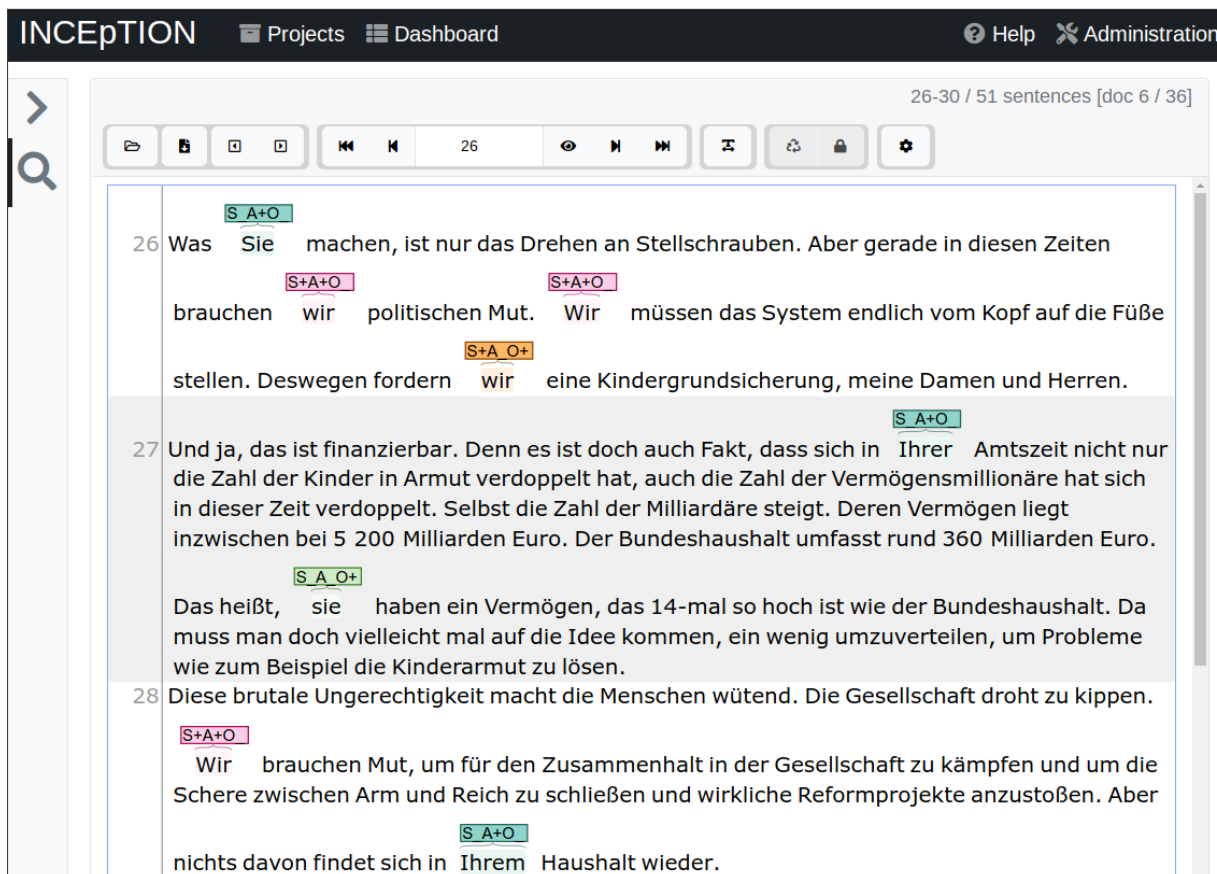 INCEpTION Projects Dashboard Help Administration
26-30 / 51 sentences [doc 6 / 36]
26
S_A+O_
26 Was Sie machen, ist nur das Drehen an Stellschrauben. Aber gerade in diesen Zeiten
S+A+O_ S+A+O_
brauchen wir politischen Mut. Wir müssen das System endlich vom Kopf auf die Füße
S+A_O+
stellen. Deswegen fordern wir eine Kindergrundsicherung, meine Damen und Herren.
S_A+O_
27 Und ja, das ist finanzierbar. Denn es ist doch auch Fakt, dass sich in Ihrer Amtszeit nicht nur
die Zahl der Kinder in Armut verdoppelt hat, auch die Zahl der Vermögensmillionäre hat sich
in dieser Zeit verdoppelt. Selbst die Zahl der Milliardäre steigt. Deren Vermögen liegt
inzwischen bei 5 200 Milliarden Euro. Der Bundeshaushalt umfasst rund 360 Milliarden Euro.
S_A_O+
Das heißt, sie haben ein Vermögen, das 14-mal so hoch ist wie der Bundeshaushalt. Da
muss man doch vielleicht mal auf die Idee kommen, ein wenig umzuverteilen, um Probleme
wie zum Beispiel die Kinderarmut zu lösen.
28 Diese brutale Ungerechtigkeit macht die Menschen wütend. Die Gesellschaft droht zu kippen.
S+A+O_
Wir brauchen Mut, um für den Zusammenhalt in der Gesellschaft zu kämpfen und um die
Schere zwischen Arm und Reich zu schließen und wirkliche Reformprojekte anzustoßen. Aber
S_A+O_
nichts davon findet sich in Ihrem Haushalt wieder.